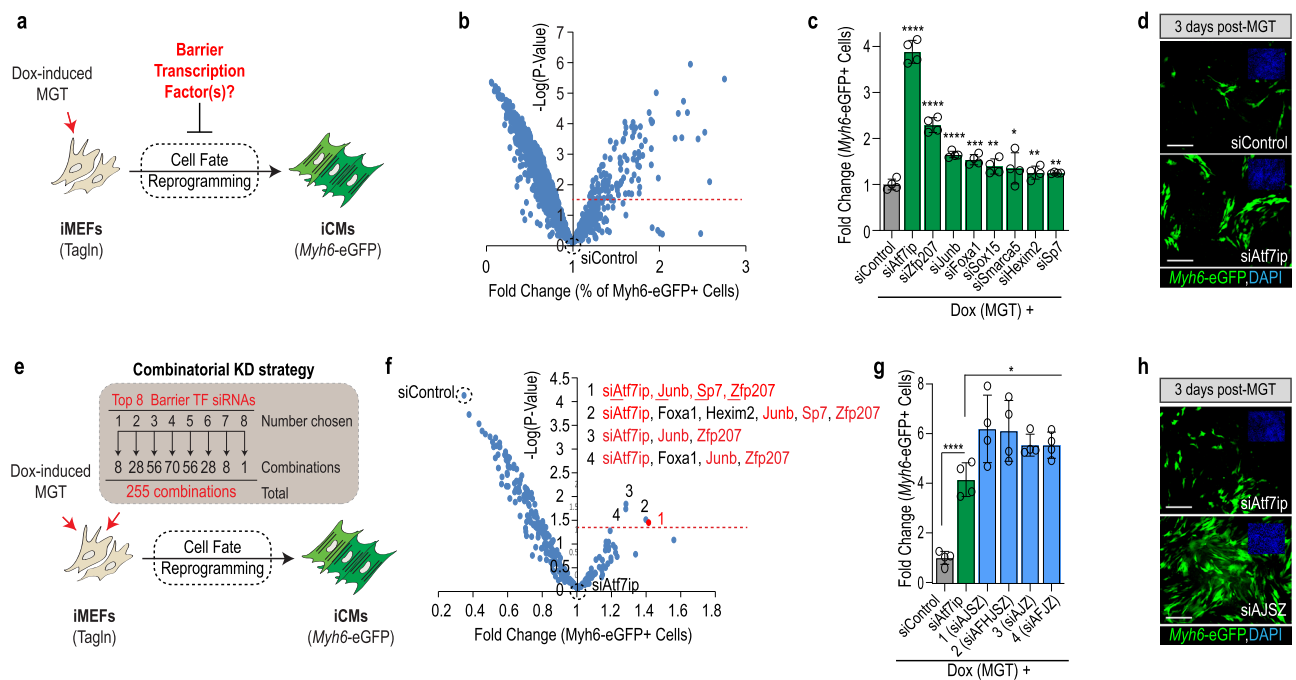 a
Dox-induced
MGT
Barrier
Transcription
Factor(s)?
Cell Fate
Reprogramming
iMEFs
(Tagln)
iCMs
(Myh6-eGFP)
b
-Log(P-Value)
7
6
5
4
3
2
1
0
siControl
0
1
2
3
Fold Change (% of Myh6-eGFP+ Cells)
c
Fold Change (Myh6-eGFP+ Cells)
4
3
2
1
0
****
****
****
***
**
*
**
**
siControl
siAtf7ip
siZfp207
siJunb
siFoxa1
siSox15
siSmarca5
siHexim2
siSp7
Dox (MGT) +
d
3 days post-MGT
siControl
siAtf7ip
Myh6-eGFP,DAPI
e
Combinatorial KD strategy
Top 8 Barrier TF siRNAs
1 2 3 4 5 6 7 8 Number chosen
8 28 56 70 56 28 8 1 Combinations
255 combinations Total
Dox-induced
MGT
Cell Fate
Reprogramming
iMEFs
(Tagln)
iCMs
(Myh6-eGFP)
f
siControl
-Log(P-Value)
4.5
4
3.5
3
2.5
2
1.5
1
0.5
0
1 siAtf7ip, Junb, Sp7, Zfp207
2 siAtf7ip, Foxa1, Hexim2, Junb, Sp7, Zfp207
3 siAtf7ip, Junb, Zfp207
4 siAtf7ip, Foxa1, Junb, Zfp207
3
2
4
1
siAtf7ip
0.2 0.4 0.6 0.8 1.0 1.2 1.4 1.6 1.8
Fold Change (Myh6-eGFP+ Cells)
g
Fold Change (Myh6-eGFP+ Cells)
8
6
4
2
0
*
****
siControl
siAtf7ip
1 (siAJSZ)
2 (siAFHJSZ)
3 (siAJZ)
4 (siAFJZ)
Dox (MGT) +
h
3 days post-MGT
siAtf7ip
siAJSZ
Myh6-eGFP,DAPI